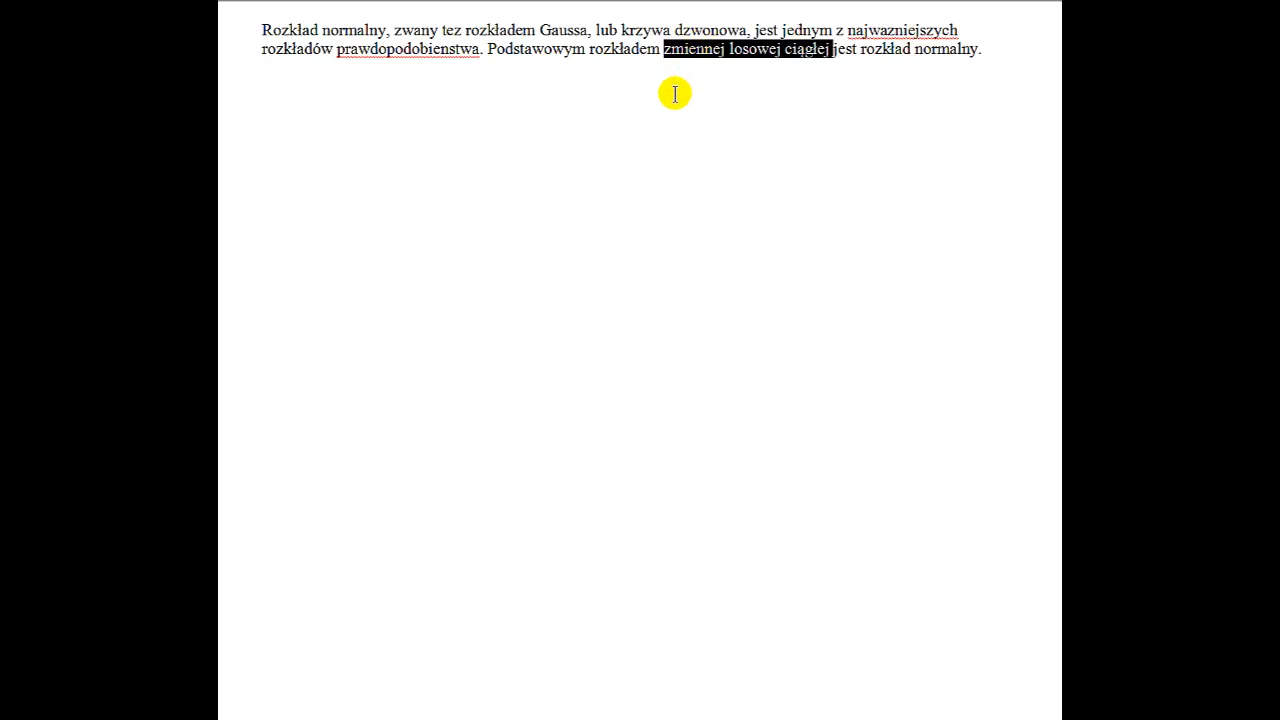 Rozkład normalny, zwany tez rozkładem Gaussa, lub krzywa dzwonowa, jest jednym z najwazniejszych
rozkładów prawdopodobienstwa. Podstawowym rozkładem zmiennej losowej ciągłej jest rozkład normalny.